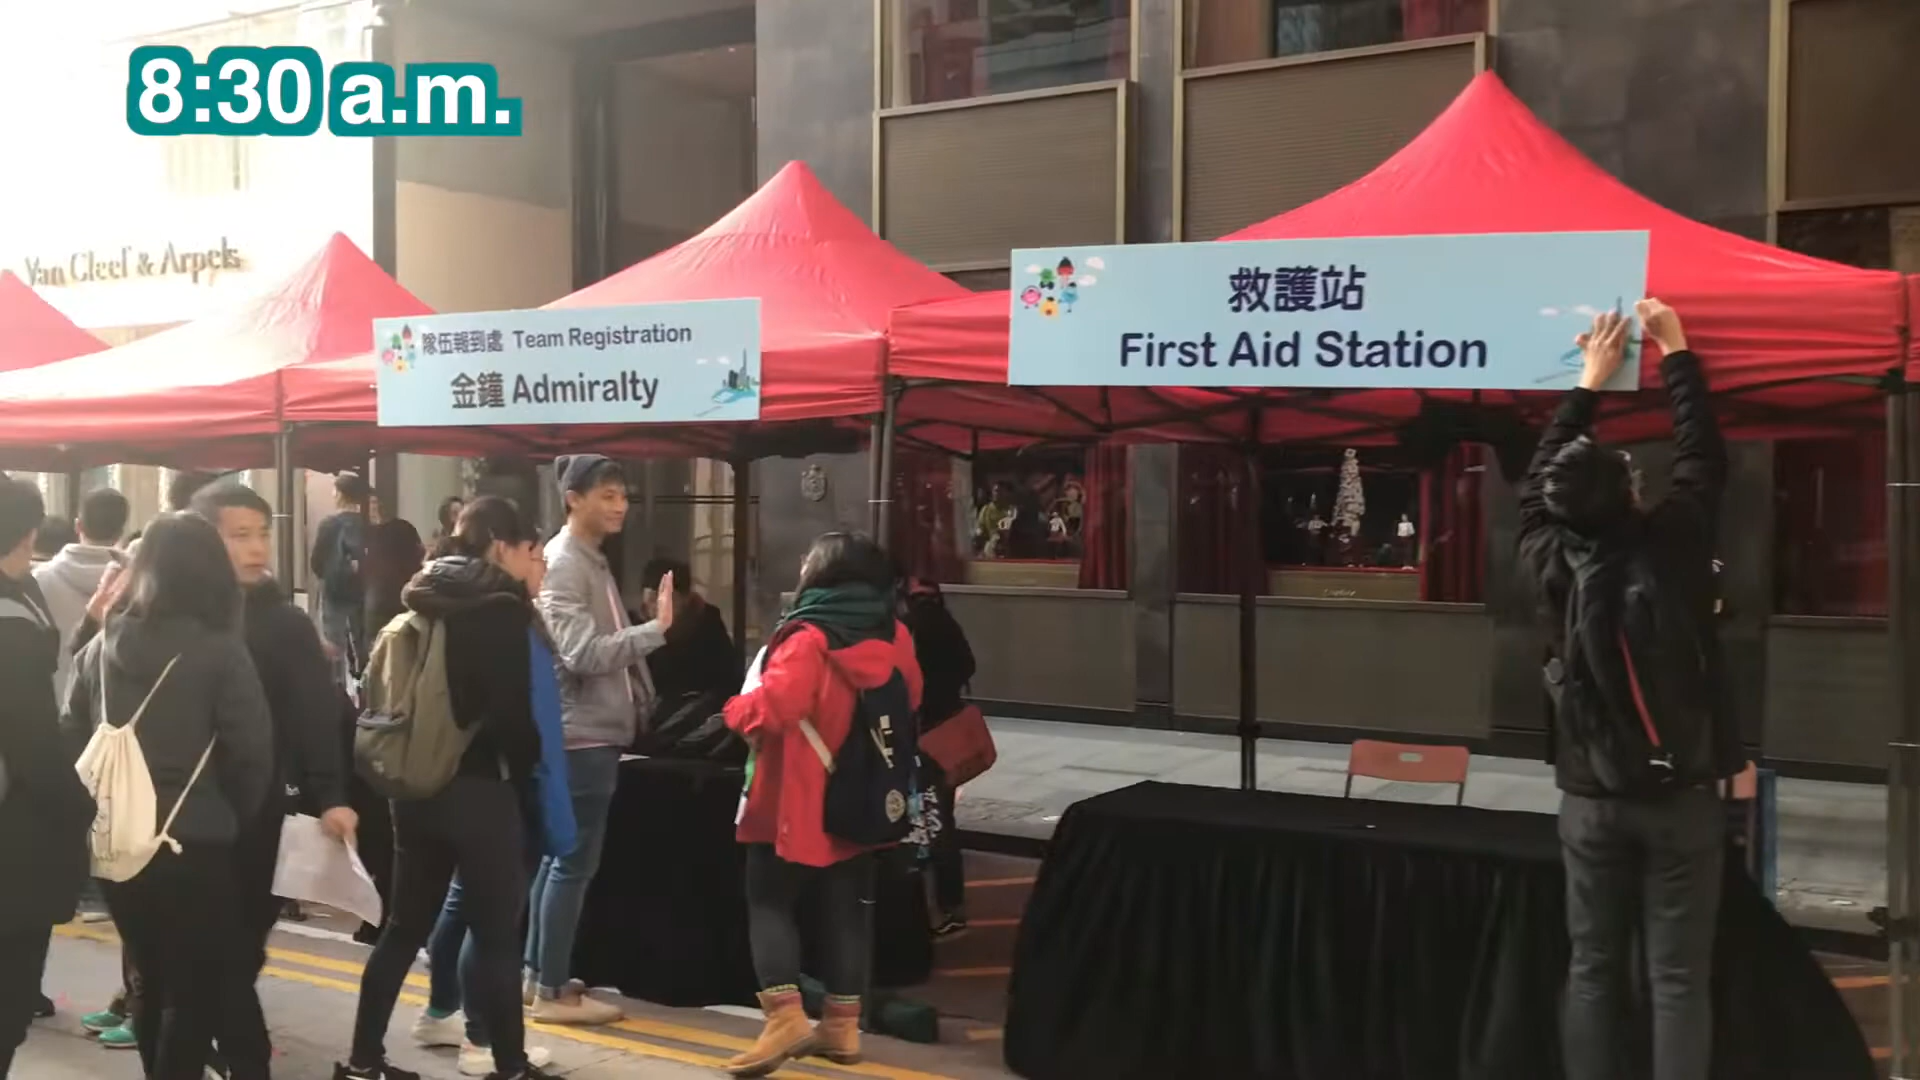 8:30 a.m.
Van Cleef & Arpels
隊伍報到處 Team Registration
金鐘 Admiralty
救護站
First Aid Station